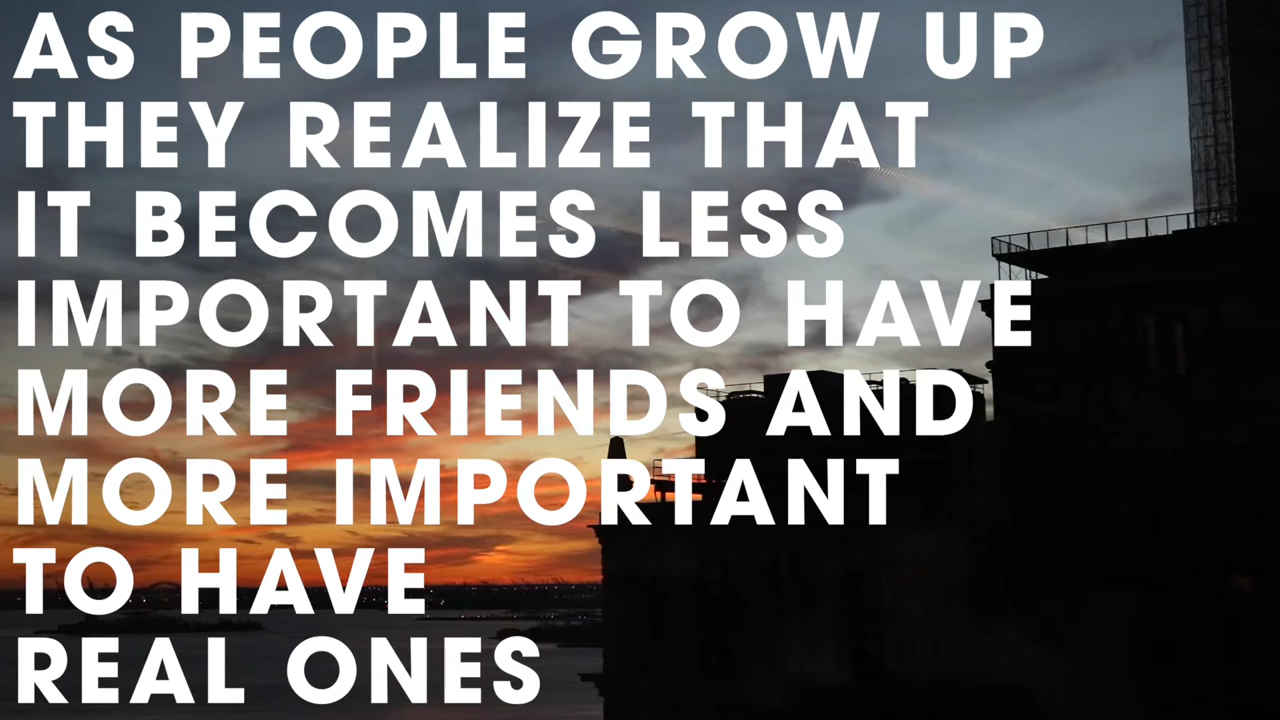 AS PEOPLE GROW UP
THEY REALIZE THAT
IT BECOMES LESS
IMPORTANT TO HAVE
MORE FRIENDS AND
MORE IMPORTANT
TO HAVE
REAL ONES